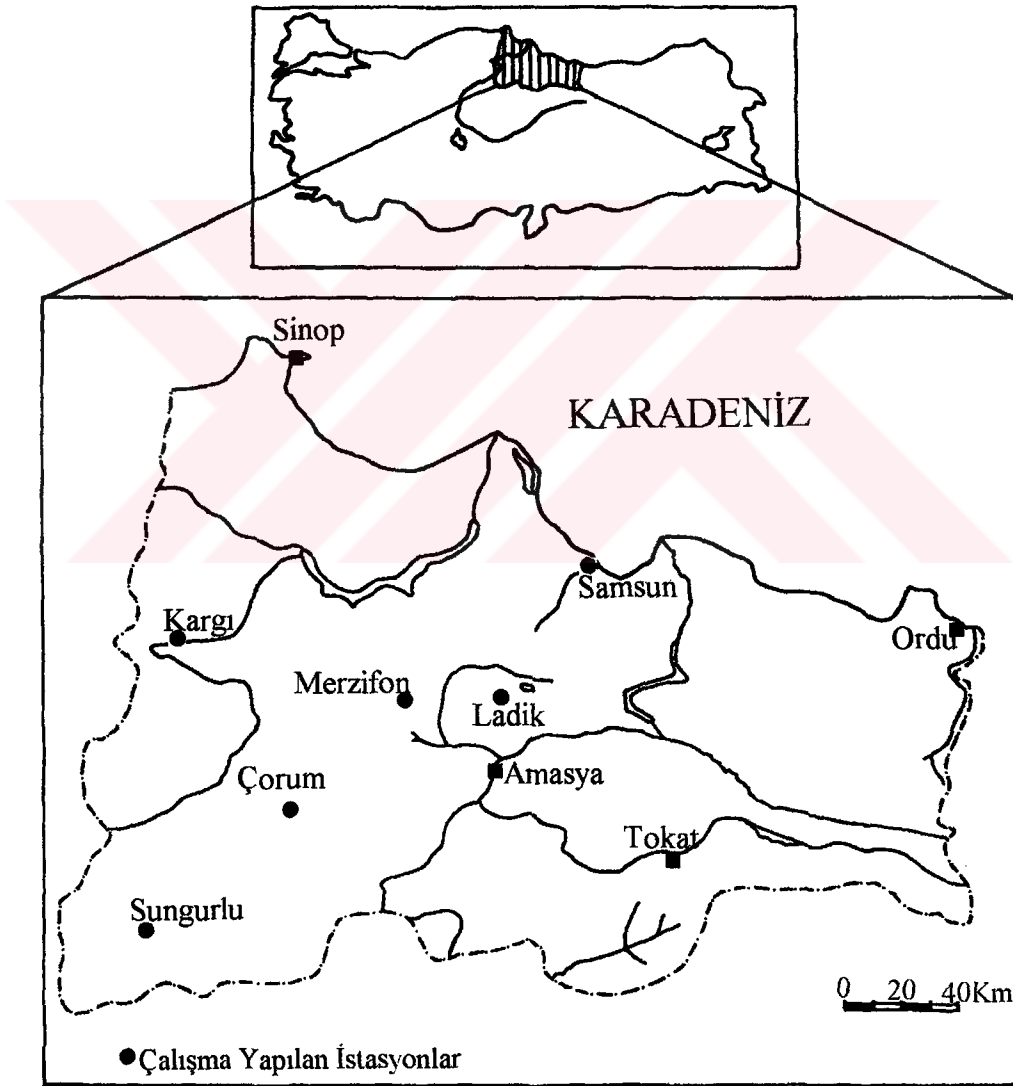 Sinop
KARADENİZ
Samsun
Kargı
Ordu
Merzifon
Ladik
Çorum
Amasya
Tokat
Sungurlu
0 20 40Km
Çalışma Yapılan İstasyonlar